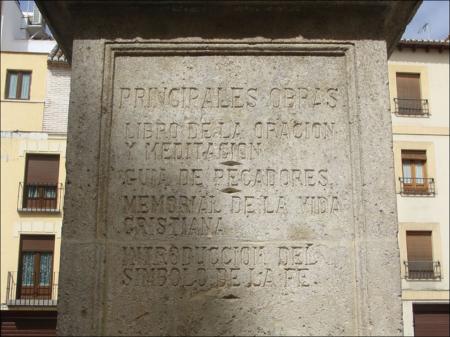 PRINCIPALES OBRAS
LIBRO DE LA ORACION
Y MEDITACION
GUIA DE PECADORES.
MEMORIAL DE LA VIDA
CRISTIANA
INTRODUCCION DEL
SIMBOLO DE LA FE